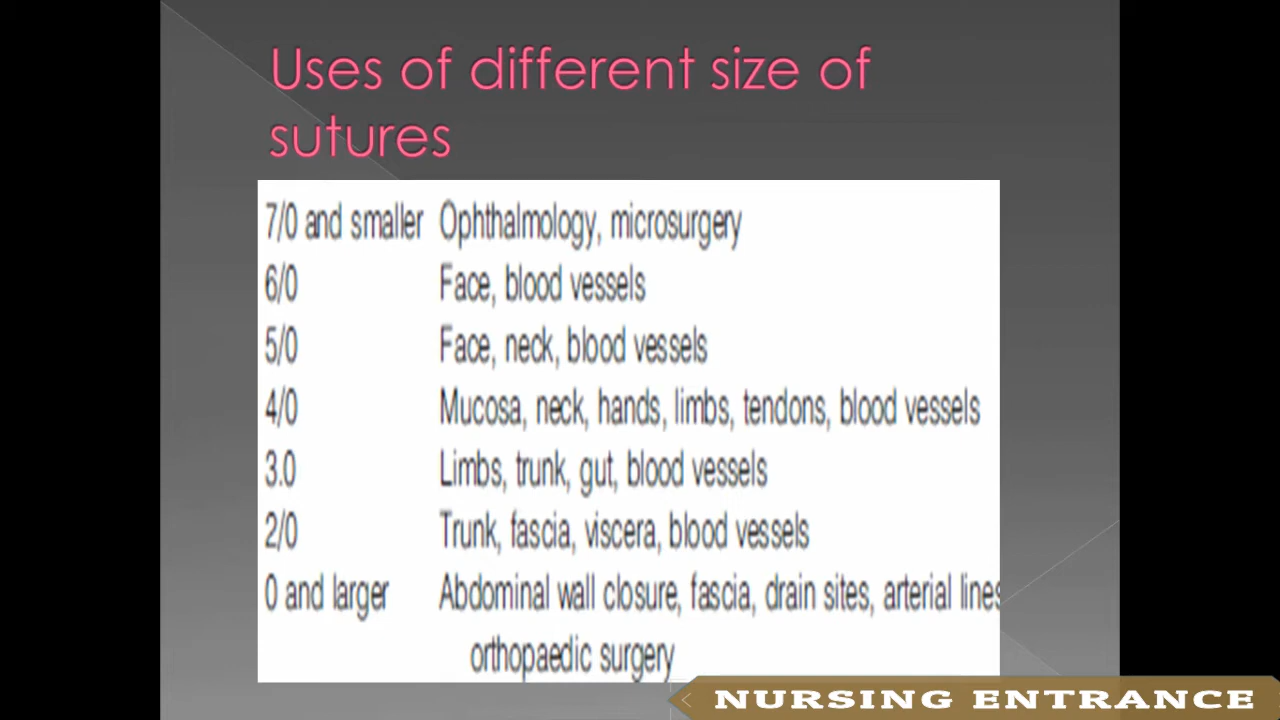 Uses of different size of
sutures
7/0 and smaller Ophthalmology, microsurgery
6/0 Face, blood vessels
5/0 Face, neck, blood vessels
4/0 Mucosa, neck, hands, limbs, tendons, blood vessels
3.0 Limbs, trunk, gut, blood vessels
2/0 Trunk, fascia, viscera, blood vessels
0 and larger Abdominal wall closure, fascia, drain sites, arterial lines
orthopaedic surgery
NURSING ENTRANCE